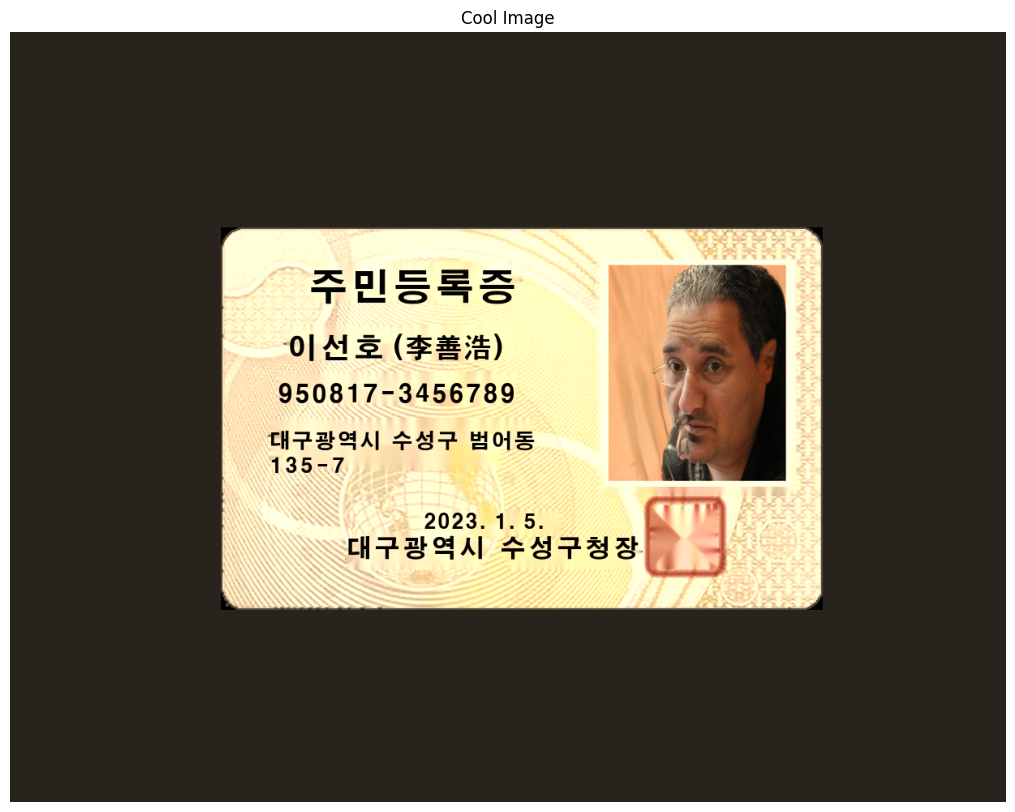 Cool Image
주민등록증
이선호 (李善浩)
950817-3456789
대구광역시 수성구 범어동
135-7
2023. 1. 5.
대구광역시 수성구청장